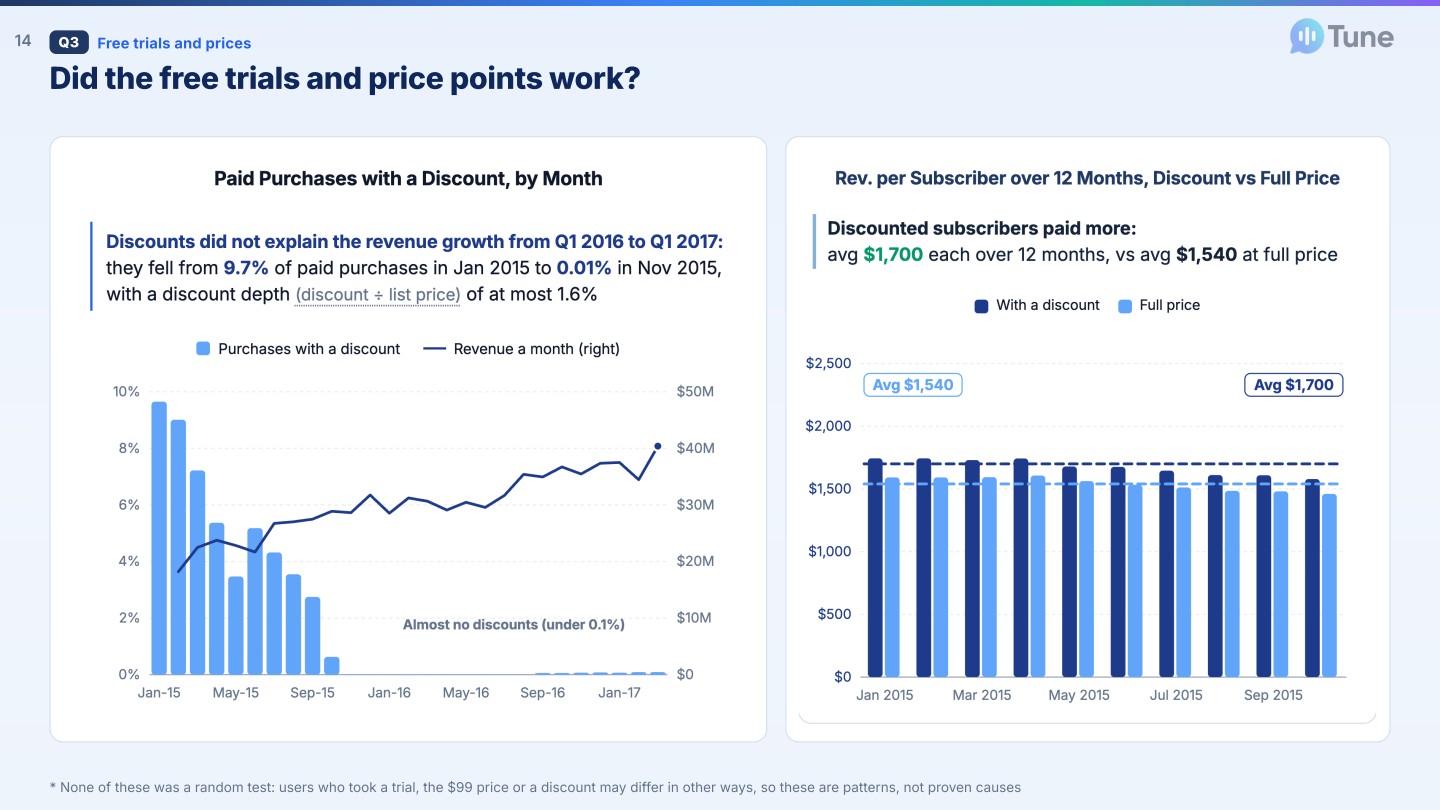 14
Q3
Free trials and prices
Tune
Did the free trials and price points work?
Paid Purchases with a Discount, by Month
Discounts did not explain the revenue growth from Q1 2016 to Q1 2017:
they fell from 9.7% of paid purchases in Jan 2015 to 0.01% in Nov 2015,
with a discount depth (discount ÷ list price) of at most 1.6%
Purchases with a discount
Revenue a month (right)
10%
8%
6%
4%
2%
0%
$50M
$40M
$30M
$20M
$10M
$0
Almost no discounts (under 0.1%)
Jan-15
May-15
Sep-15
Jan-16
May-16
Sep-16
Jan-17
Rev. per Subscriber over 12 Months, Discount vs Full Price
Discounted subscribers paid more:
avg $1,700 each over 12 months, vs avg $1,540 at full price
With a discount
Full price
$2,500
$2,000
$1,500
$1,000
$500
$0
Avg $1,540
Avg $1,700
Jan 2015
Mar 2015
May 2015
Jul 2015
Sep 2015
* None of these was a random test: users who took a trial, the $99 price or a discount may differ in other ways, so these are patterns, not proven causes